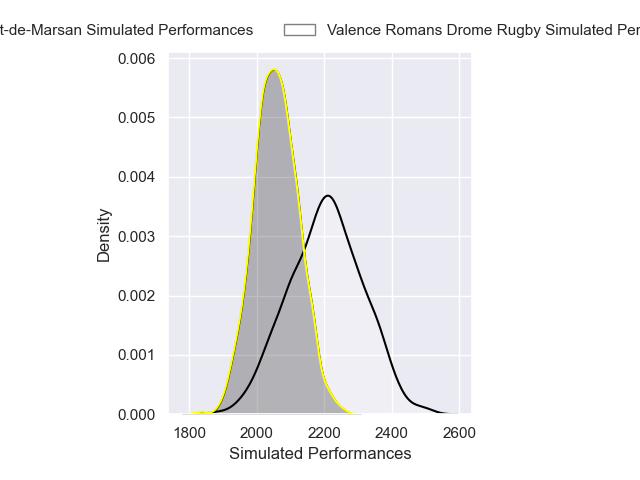 t-de-Marsan Simulated Performances Valence Romans Drome Rugby Simulated Per
0.006
0.005
0.004
0.003
0.002
0.001
0.000
Density
1800 2000 2200 2400 2600
Simulated Performances